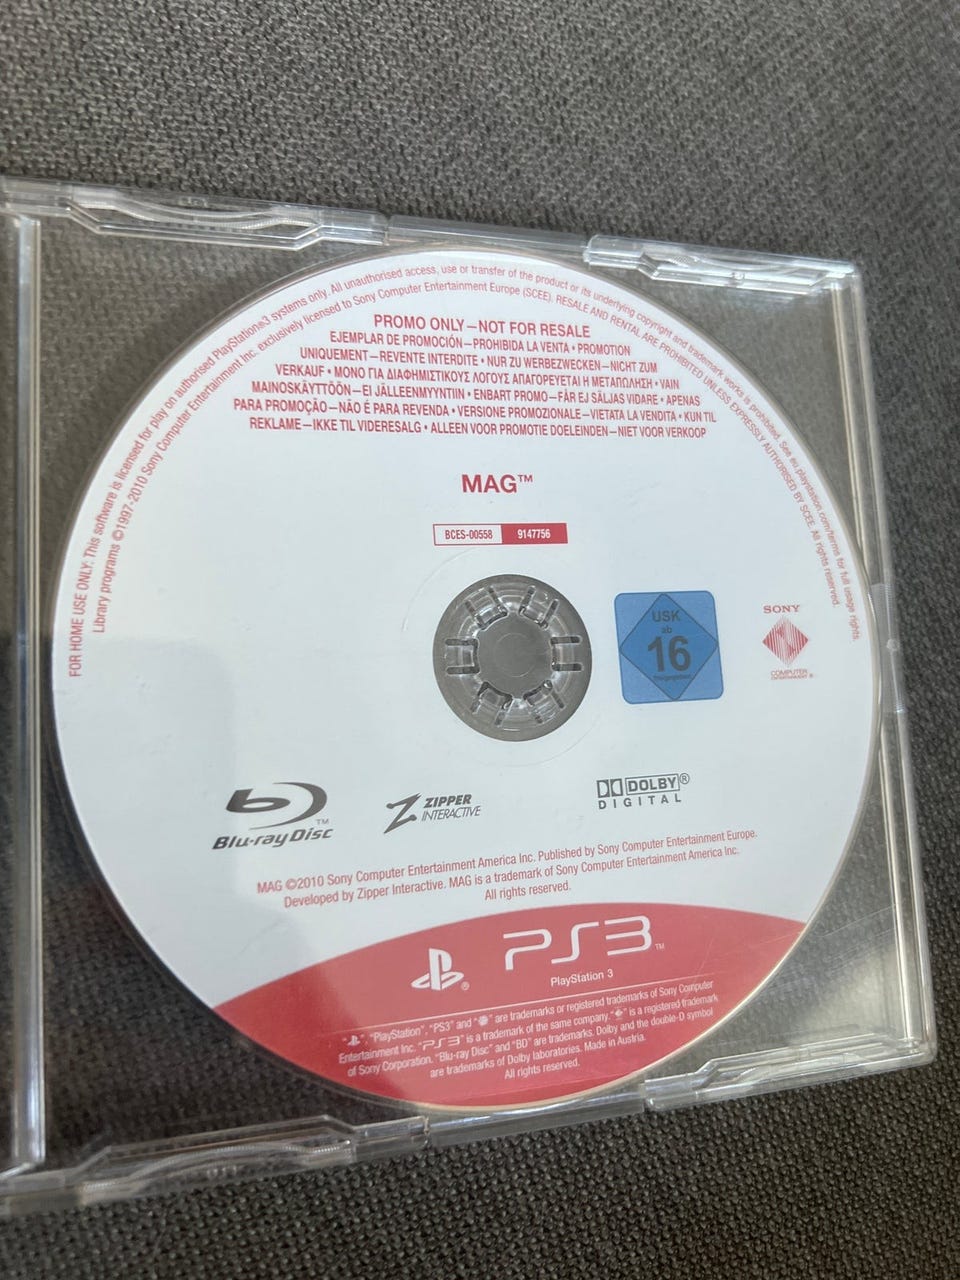 FOR HOME USE ONLY: This software is licensed for play on authorised PlayStation®3 systems only. All unauthorised access, use or transfer of the product or its underlying copyright and trademark works is prohibited. See eu.playstation.com/terms for full usage rights.
Library programs ©1997-2010 Sony Computer Entertainment Inc. exclusively licensed to Sony Computer Entertainment Europe (SCEE). RESALE AND RENTAL ARE PROHIBITED UNLESS EXPRESSLY AUTHORISED BY SCEE. All rights reserved.
PROMO ONLY – NOT FOR RESALE
EJEMPLAR DE PROMOCIÓN – PROHIBIDA LA VENTA • PROMOTION
UNIQUEMENT – REVENTE INTERDITE • NUR ZU WERBEZWECKEN – NICHT ZUM
VERKAUF • ΜΟΝΟ ΓΙΑ ΔΙΑΦΗΜΙΣΤΙΚΟΥΣ ΛΟΓΟΥΣ ΑΠΑΓΟΡΕΥΕΤΑΙ Η ΜΕΤΑΠΩΛΗΣΗ • VAIN
MAINOSKÄYTTÖÖN – EI JÄLLEENMYYNTIIN • ENBART PROMO – FÅR EJ SÄLJAS VIDARE • APENAS
PARA PROMOÇÃO – NÃO É PARA REVENDA • VERSIONE PROMOZIONALE – VIETATA LA VENDITA • KUN TIL
REKLAME – IKKE TIL VIDERESALG • ALLEEN VOOR PROMOTIE DOELEINDEN – NIET VOOR VERKOOP
MAG™
BCES-00558 9147756
USK
ab
16
freigegeben
SONY
COMPUTER
ENTERTAINMENT®
Blu-ray Disc™
ZIPPER
INTERACTIVE
DOLBY®
DIGITAL
MAG ©2010 Sony Computer Entertainment America Inc. Published by Sony Computer Entertainment Europe.
Developed by Zipper Interactive. MAG is a trademark of Sony Computer Entertainment America Inc.
All rights reserved.
PS3™
PlayStation 3
" ", "PlayStation", "PS3" and " " are trademarks or registered trademarks of Sony Computer
Entertainment Inc. "PS3" is a trademark of the same company. " " is a registered trademark
of Sony Corporation. "Blu-ray Disc" and "BD" are trademarks. Dolby and the double-D symbol
are trademarks of Dolby laboratories. Made in Austria.
All rights reserved.